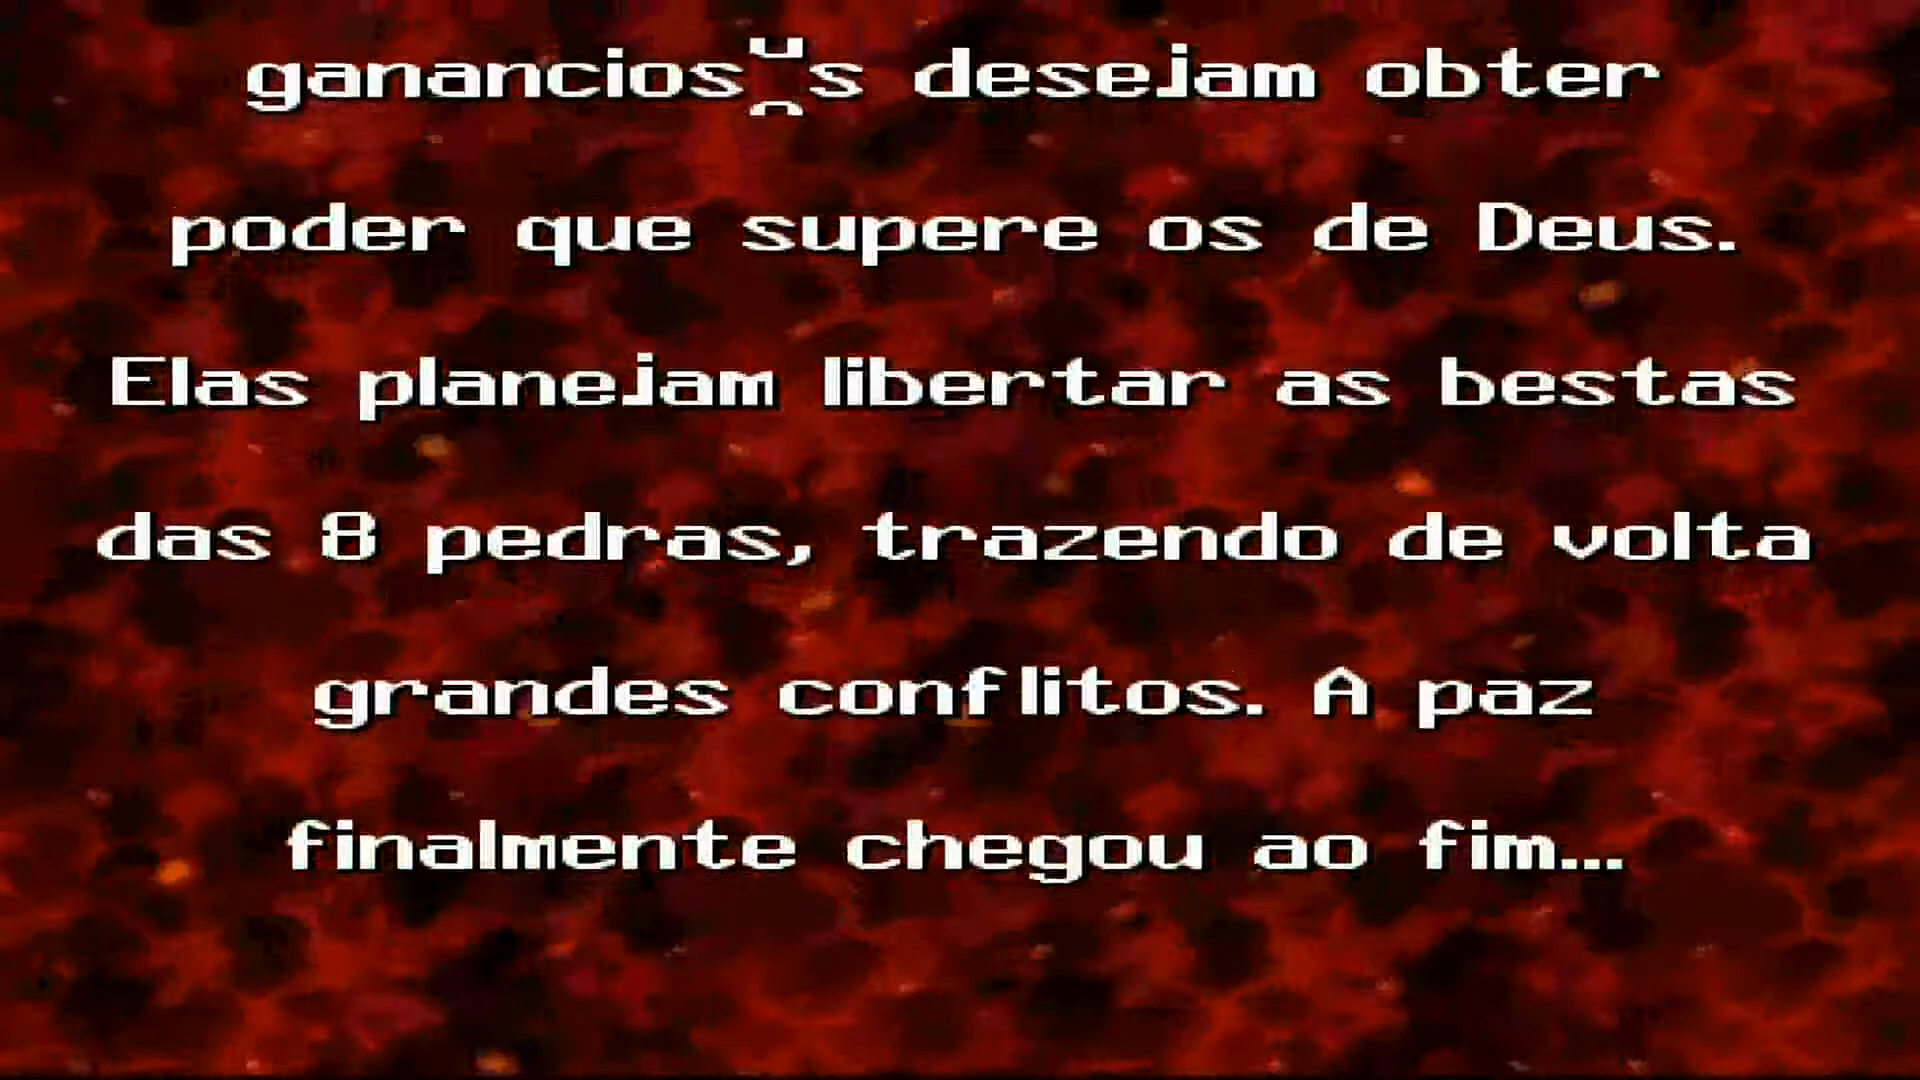 gananciosos desejam obter
poder que supere os de Deus.
Elas planejam libertar as bestas
das 8 pedras, trazendo de volta
grandes conflitos. A paz
finalmente chegou ao fim...